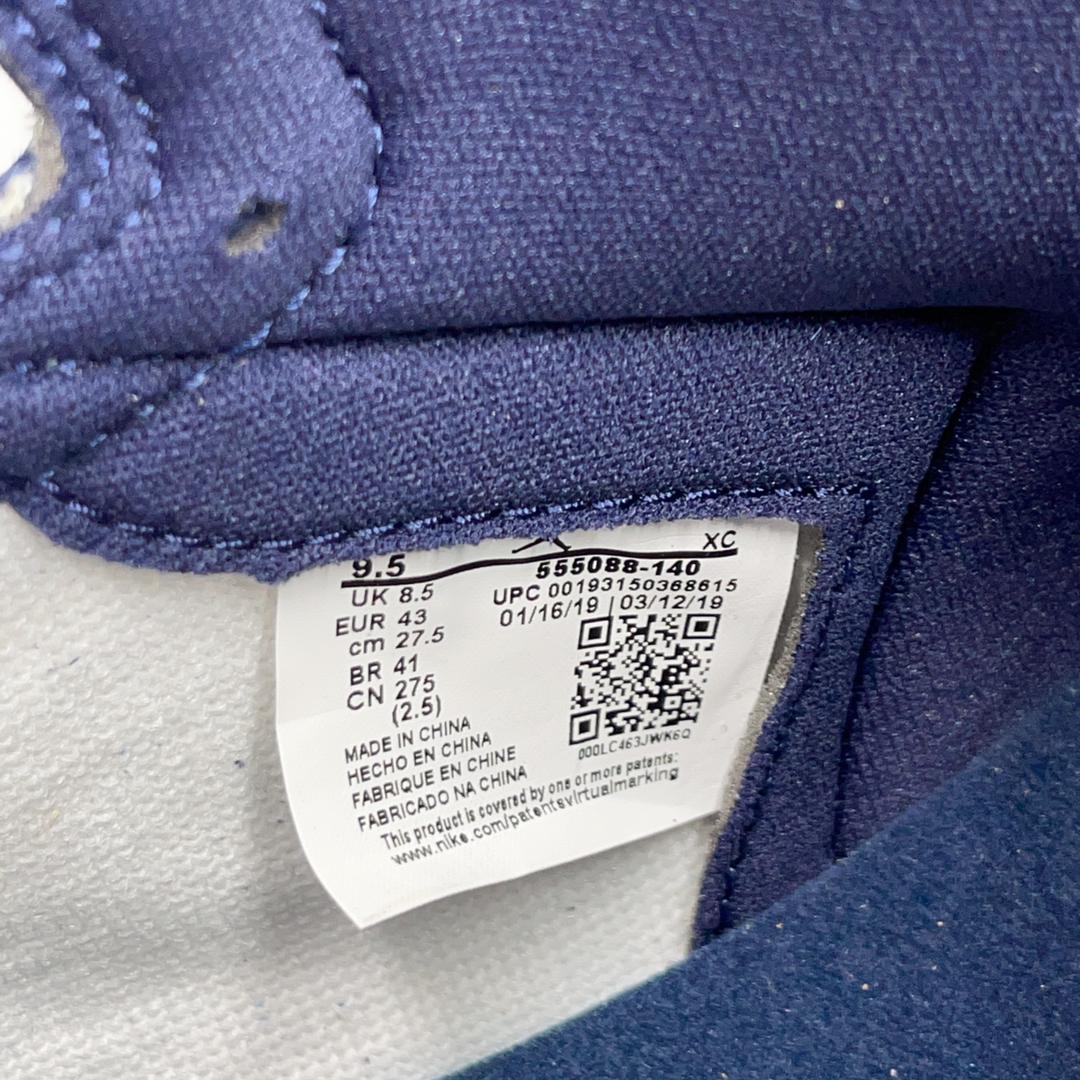 XC
9.5
555088-140
UK 8.5
UPC 00193150368615
EUR 43
01/16/19 | 03/12/19
cm 27.5
BR 41
CN 275
(2.5)
000LC463JWK6Q
MADE IN CHINA
HECHO EN CHINA
FABRIQUE EN CHINE
FABRICADO NA CHINA
This product is covered by one or more patents:
www.nike.com/patentsvirtualmarking